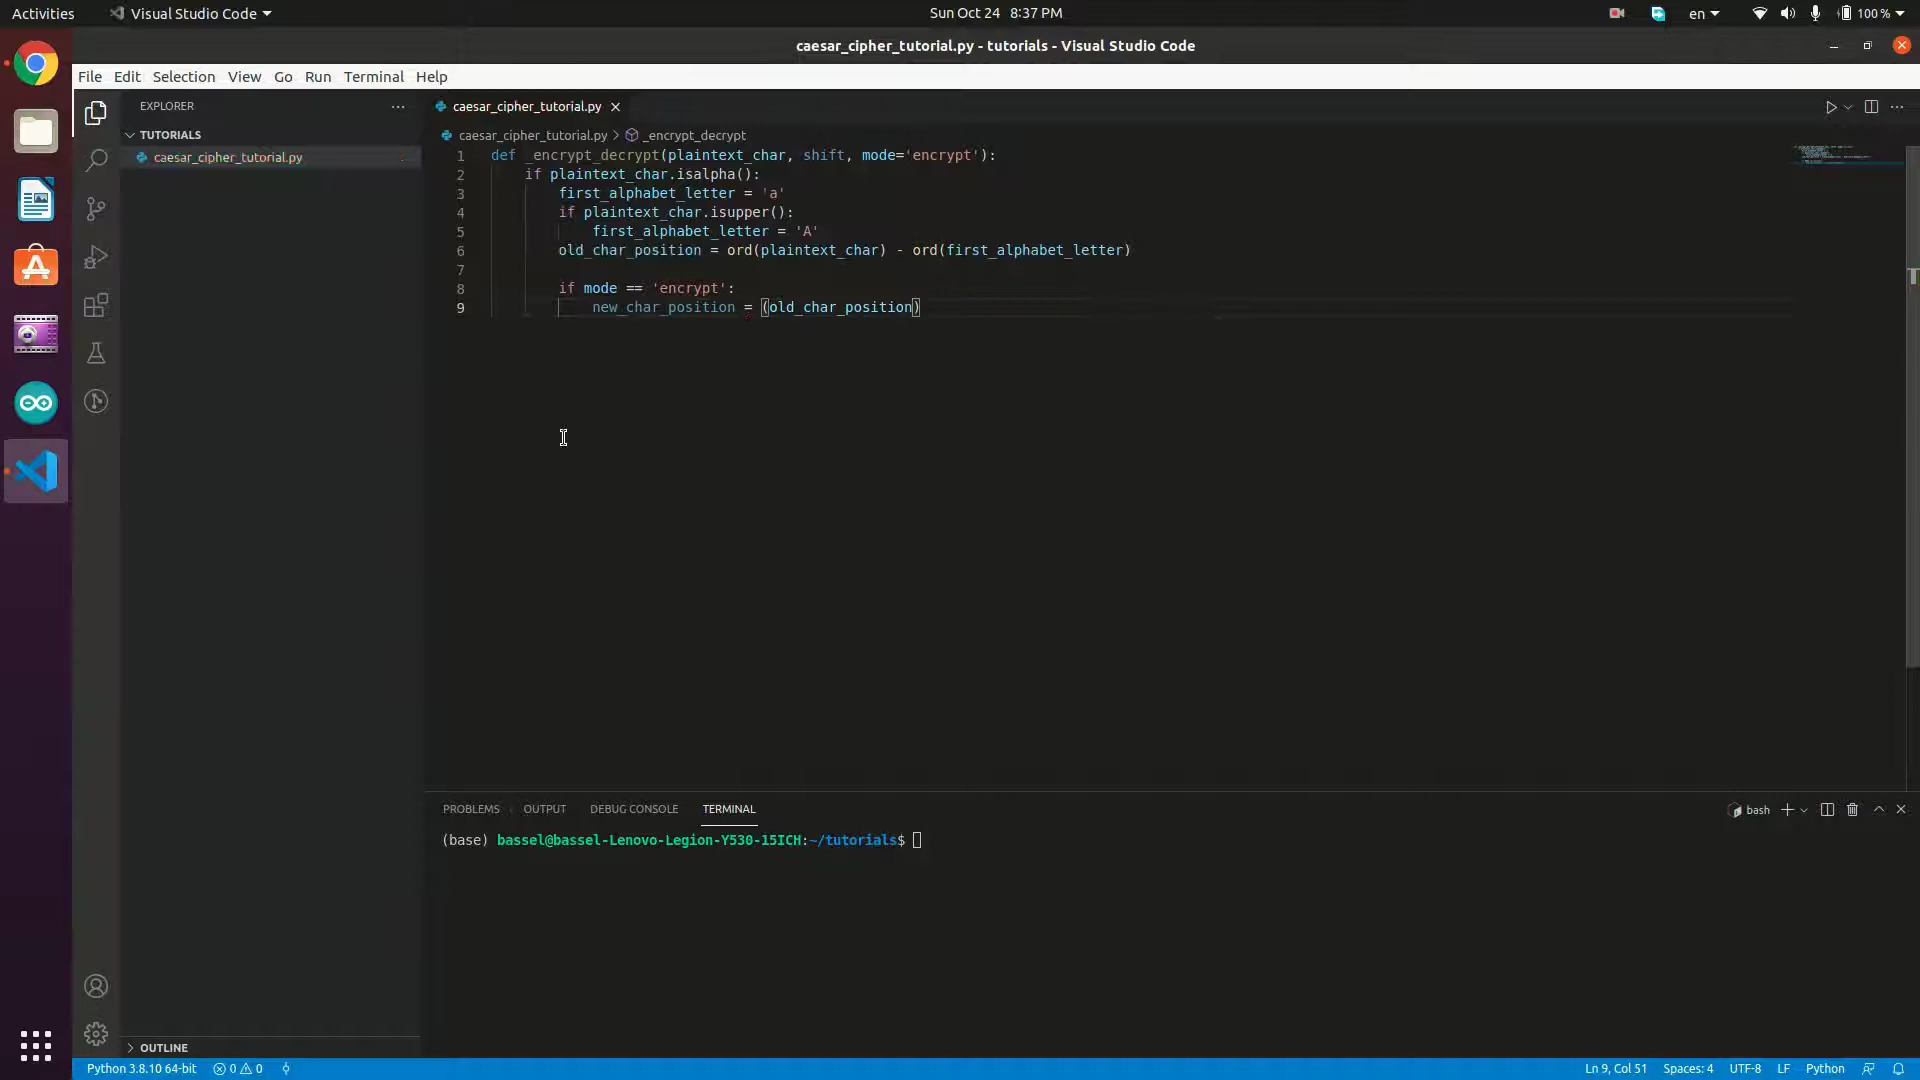 Activities Visual Studio Code Sun Oct 24 8:37 PM en 100 %
caesar_cipher_tutorial.py - tutorials - Visual Studio Code
File Edit Selection View Go Run Terminal Help
EXPLORER
TUTORIALS
caesar_cipher_tutorial.py
caesar_cipher_tutorial.py
caesar_cipher_tutorial.py > _encrypt_decrypt
1 def _encrypt_decrypt(plaintext_char, shift, mode='encrypt'):
2 if plaintext_char.isalpha():
3 first_alphabet_letter = 'a'
4 if plaintext_char.isupper():
5 first_alphabet_letter = 'A'
6 old_char_position = ord(plaintext_char) - ord(first_alphabet_letter)
7
8 if mode == 'encrypt':
9 new_char_position = (old_char_position)
PROBLEMS OUTPUT DEBUG CONSOLE TERMINAL bash
(base) bassel@bassel-Lenovo-Legion-Y530-15ICH:~/tutorials$
OUTLINE
Python 3.8.10 64-bit 0 0 Ln 9, Col 51 Spaces: 4 UTF-8 LF Python